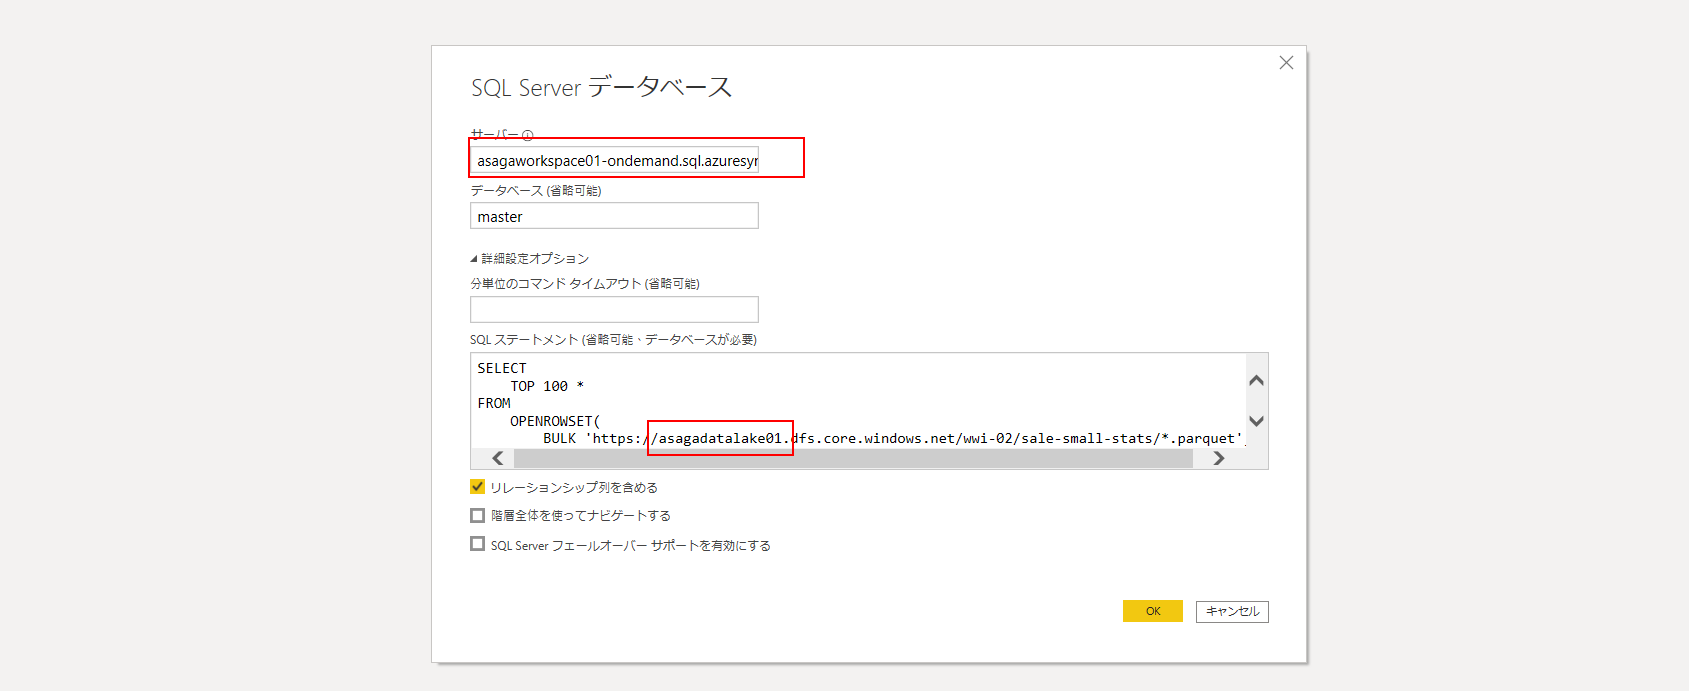 SQL Server データベース
サーバー
asagaworkspace01-ondemand.sql.azuresyn
データベース (省略可能)
master
詳細設定オプション
分単位のコマンド タイムアウト (省略可能)
SQL ステートメント (省略可能、データベースが必要)
SELECT
TOP 100 *
FROM
OPENROWSET(
BULK 'https://asagadatalake01.dfs.core.windows.net/wwi-02/sale-small-stats/*.parquet',
リレーションシップ列を含める
階層全体を使ってナビゲートする
SQL Server フェールオーバー サポートを有効にする
OK
キャンセル